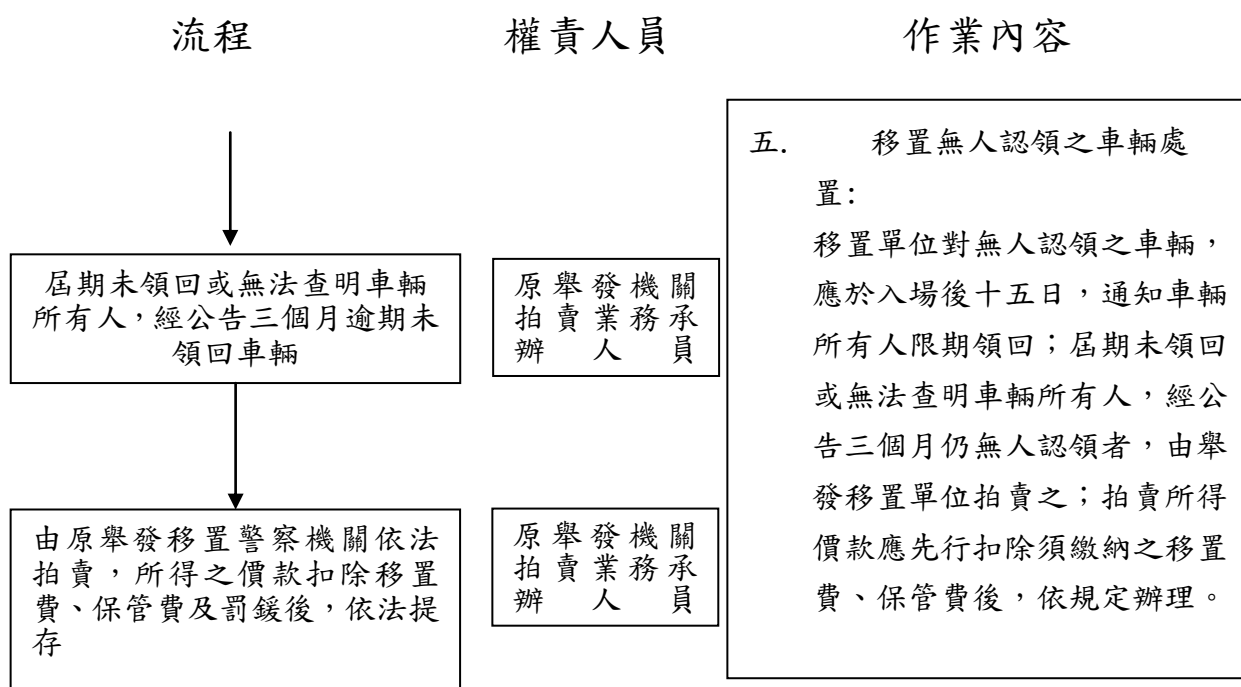 流程 權責人員 作業內容
屆期未領回或無法查明車輛
所有人，經公告三個月逾期未
領回車輛
原舉發機關
拍賣業務承
辦人員
由原舉發移置警察機關依法
拍賣，所得之價款扣除移置
費、保管費及罰鍰後，依法提
存
原舉發機關
拍賣業務承
辦人員
五. 移置無人認領之車輛處
置:
移置單位對無人認領之車輛，
應於入場後十五日，通知車輛
所有人限期領回；屆期未領回
或無法查明車輛所有人，經公
告三個月仍無人認領者，由舉
發移置單位拍賣之；拍賣所得
價款應先行扣除須繳納之移置
費、保管費後，依規定辦理。